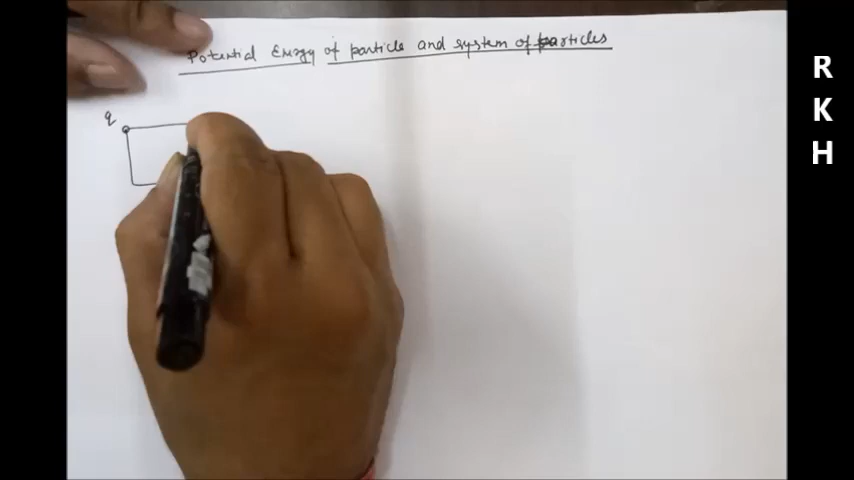 Potential Energy of particle and system of particles
q
R
K
H